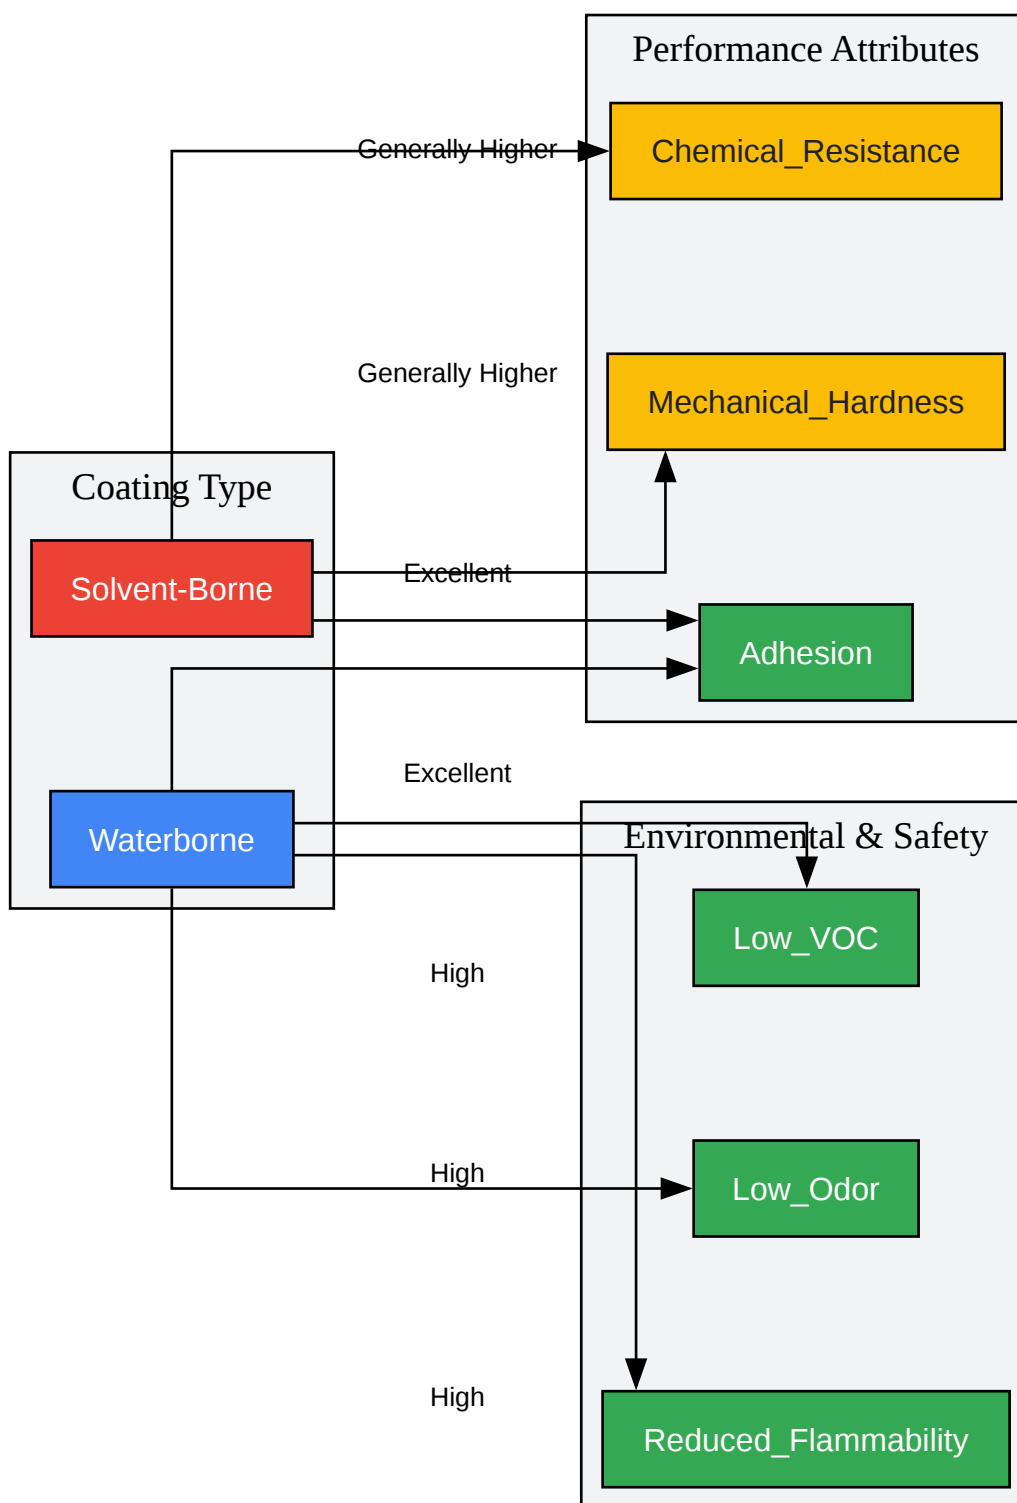 Performance Attributes
Generally Higher
Chemical_Resistance
Generally Higher
Mechanical_Hardness
Coating Type
Solvent-Borne
Excellent
Adhesion
Excellent
Waterborne
Environmental & Safety
Low_VOC
High
High
Low_Odor
High
Reduced_Flammability